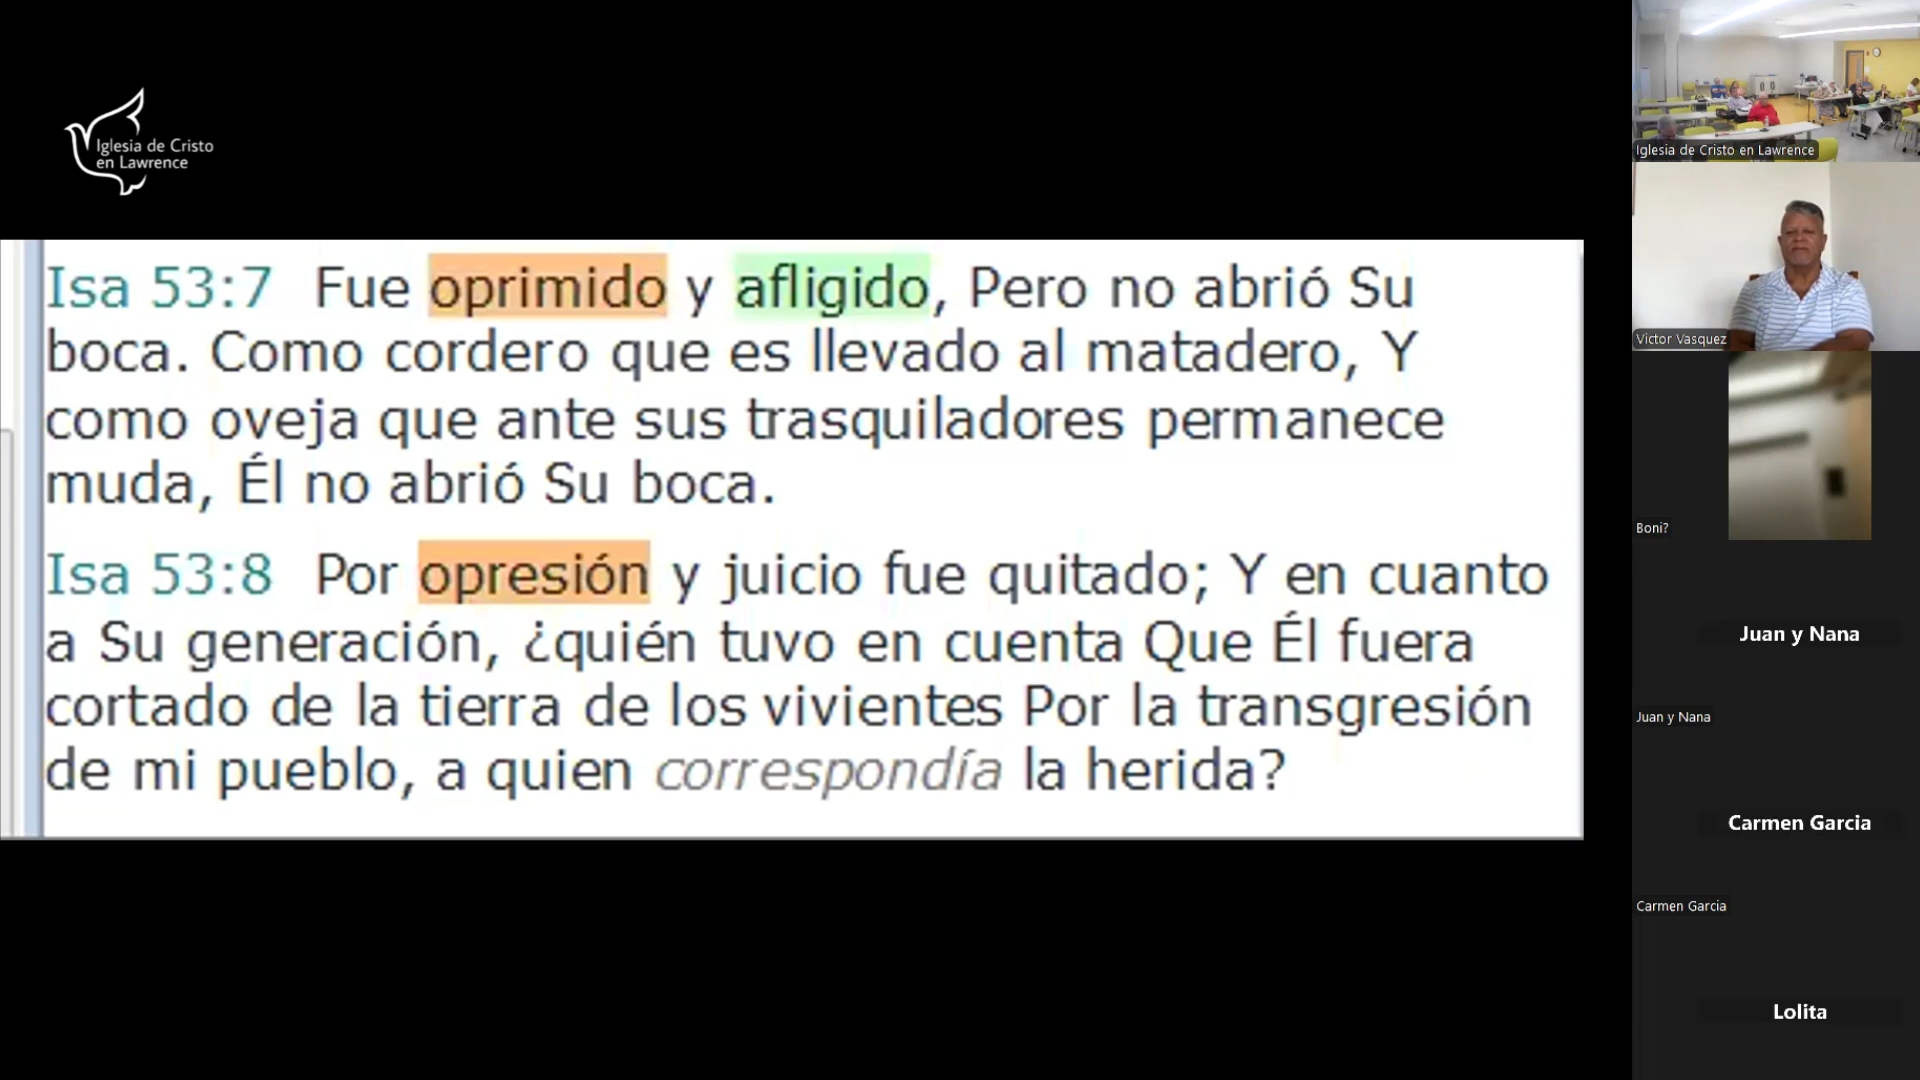 Iglesia de Cristo
en Lawrence
Isa 53:7 Fue oprimido y afligido, Pero no abrió Su
boca. Como cordero que es llevado al matadero, Y
como oveja que ante sus trasquiladores permanece
muda, Él no abrió Su boca.
Isa 53:8 Por opresión y juicio fue quitado; Y en cuanto
a Su generación, ¿quién tuvo en cuenta Que Él fuera
cortado de la tierra de los vivientes Por la transgresión
de mi pueblo, a quien correspondía la herida?
Iglesia de Cristo en Lawrence
Victor Vasquez
Boni?
Juan y Nana
Juan y Nana
Carmen Garcia
Carmen Garcia
Lolita